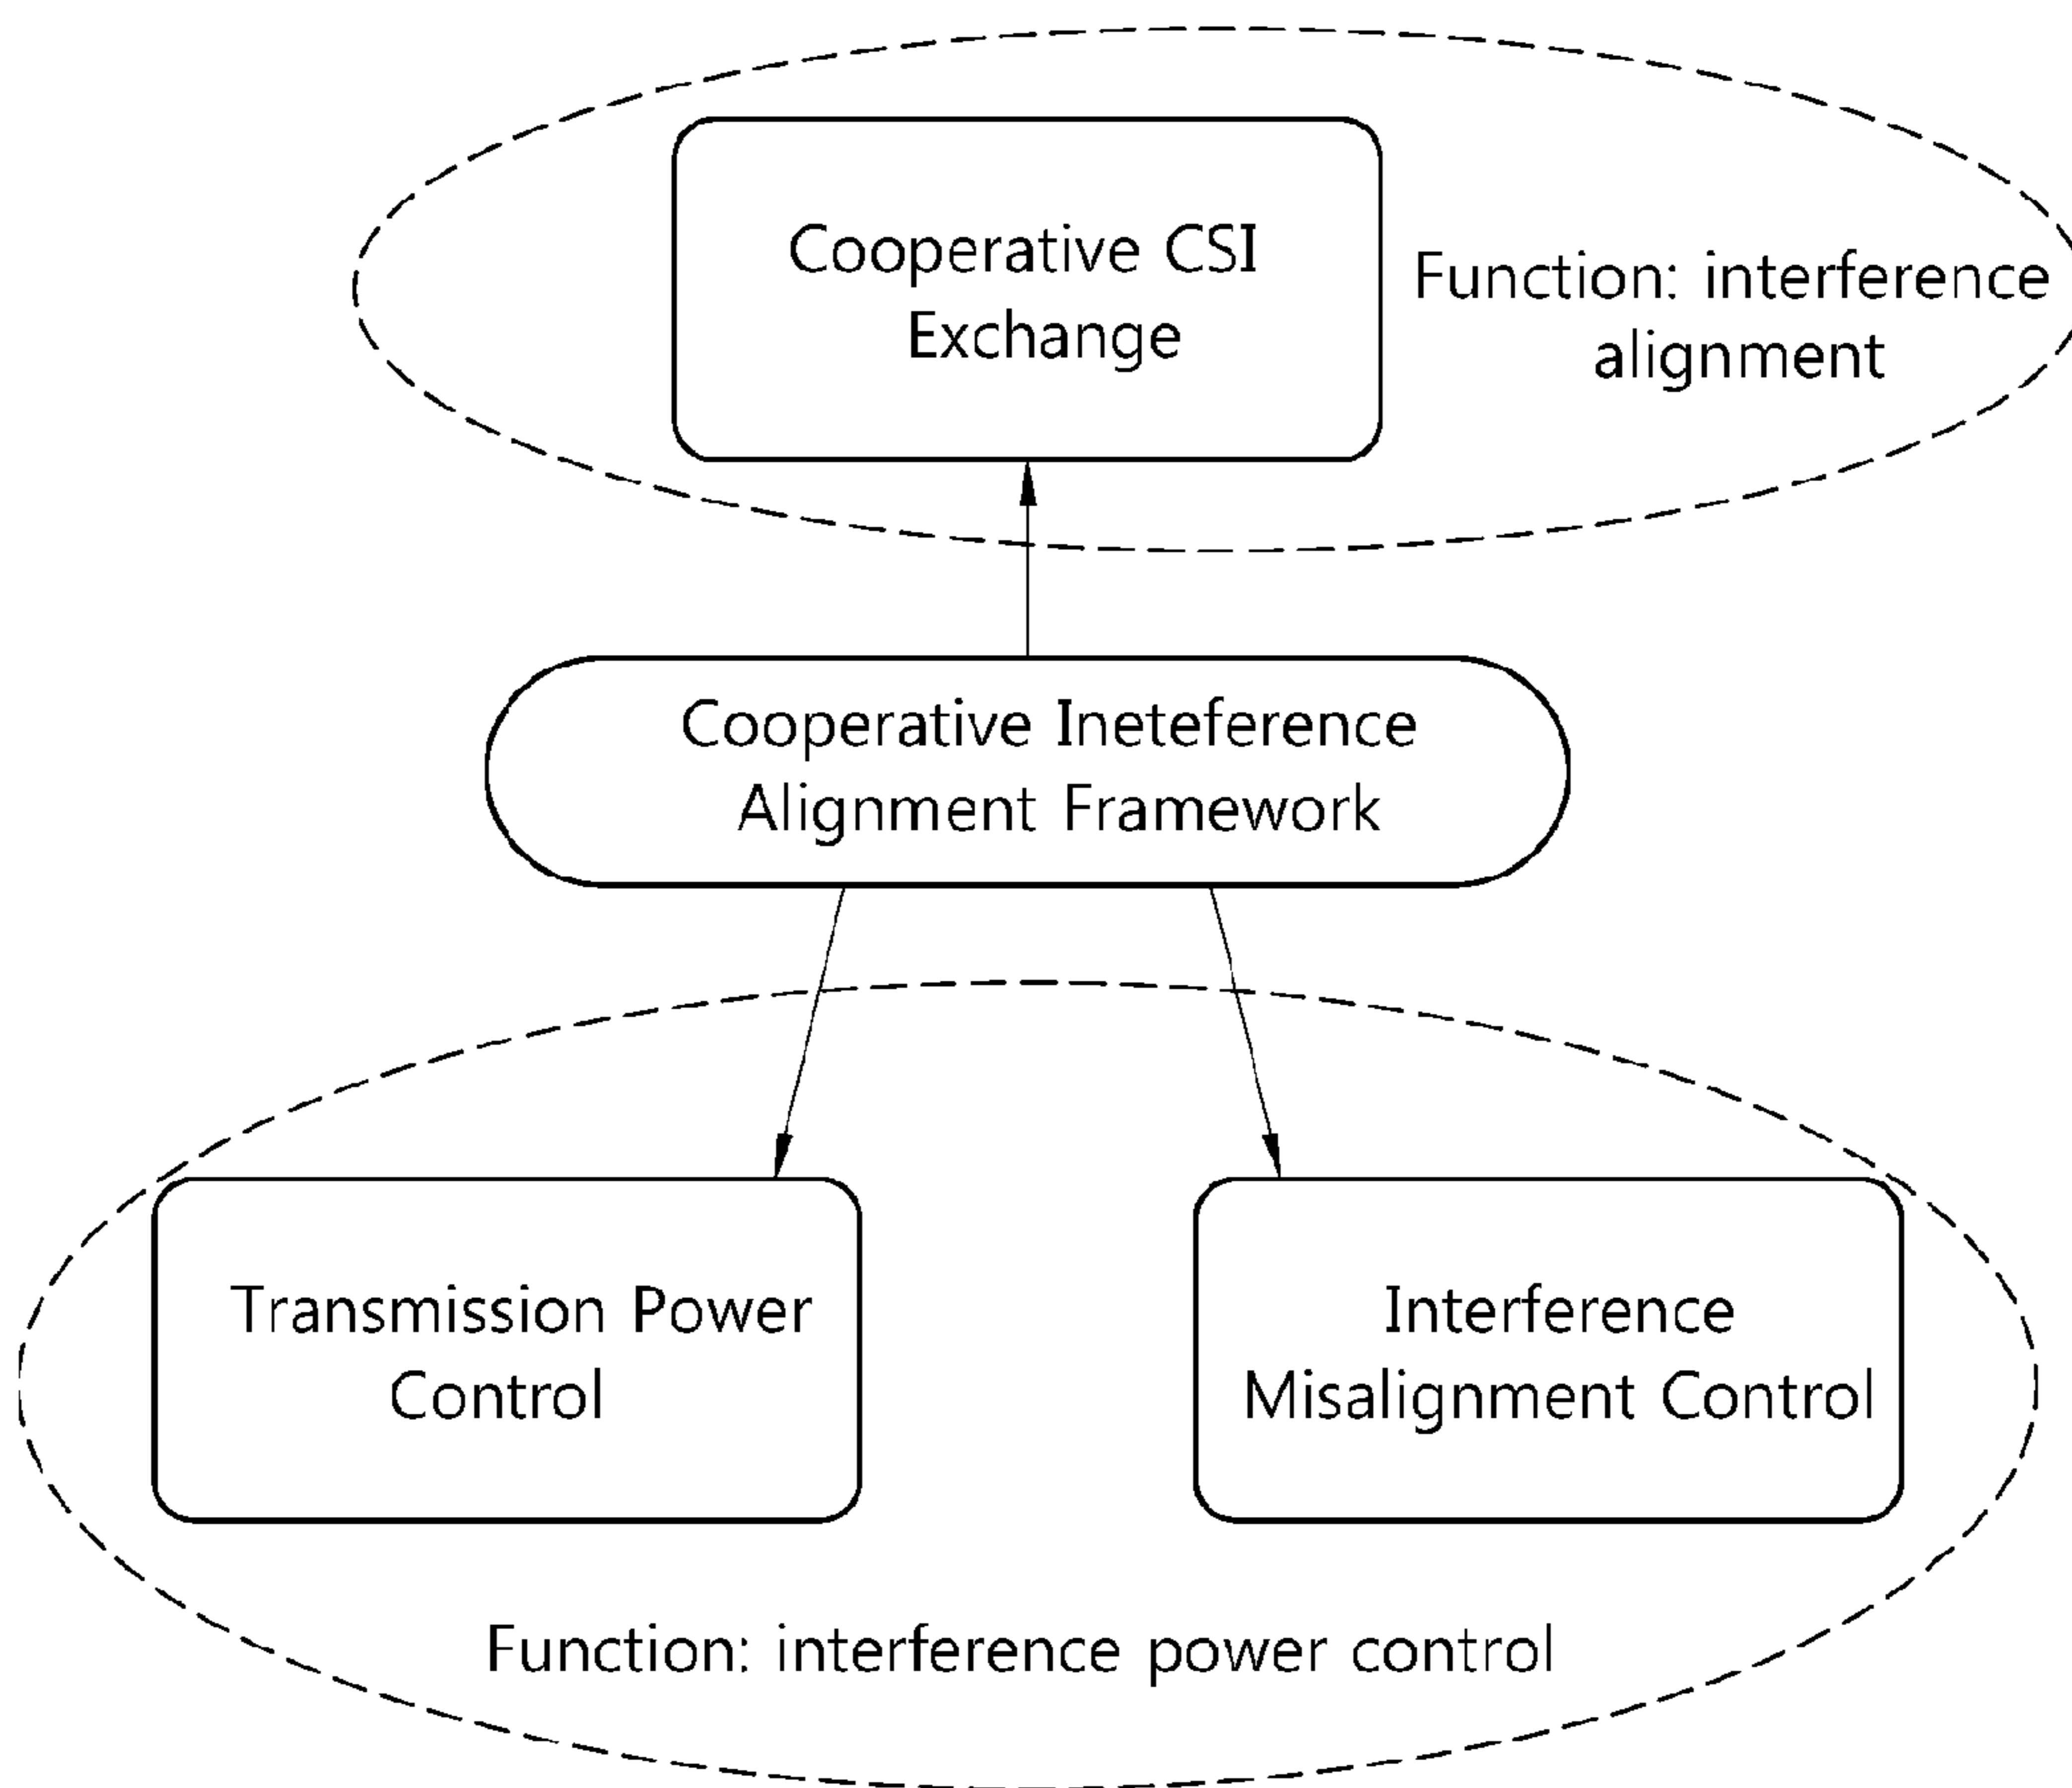 Cooperative CSI
Exchange
Function: interference
alignment
Cooperative Ineteference
Alignment Framework
Transmission Power
Control
Interference
Misalignment Control
Function: interference power control